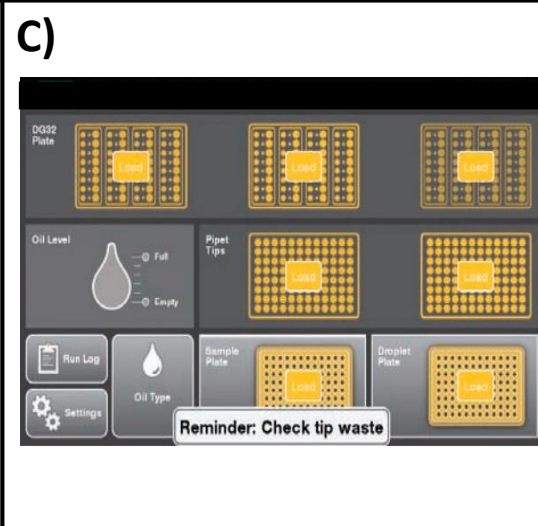 C)
DG32
Plate
Load
Load
Load
Oil Level
Full
Empty
Pipet
Tips
Load
Load
Run Log
Settings
Oil Type
Sample
Plate
Load
Droplet
Plate
Load
Reminder: Check tip waste